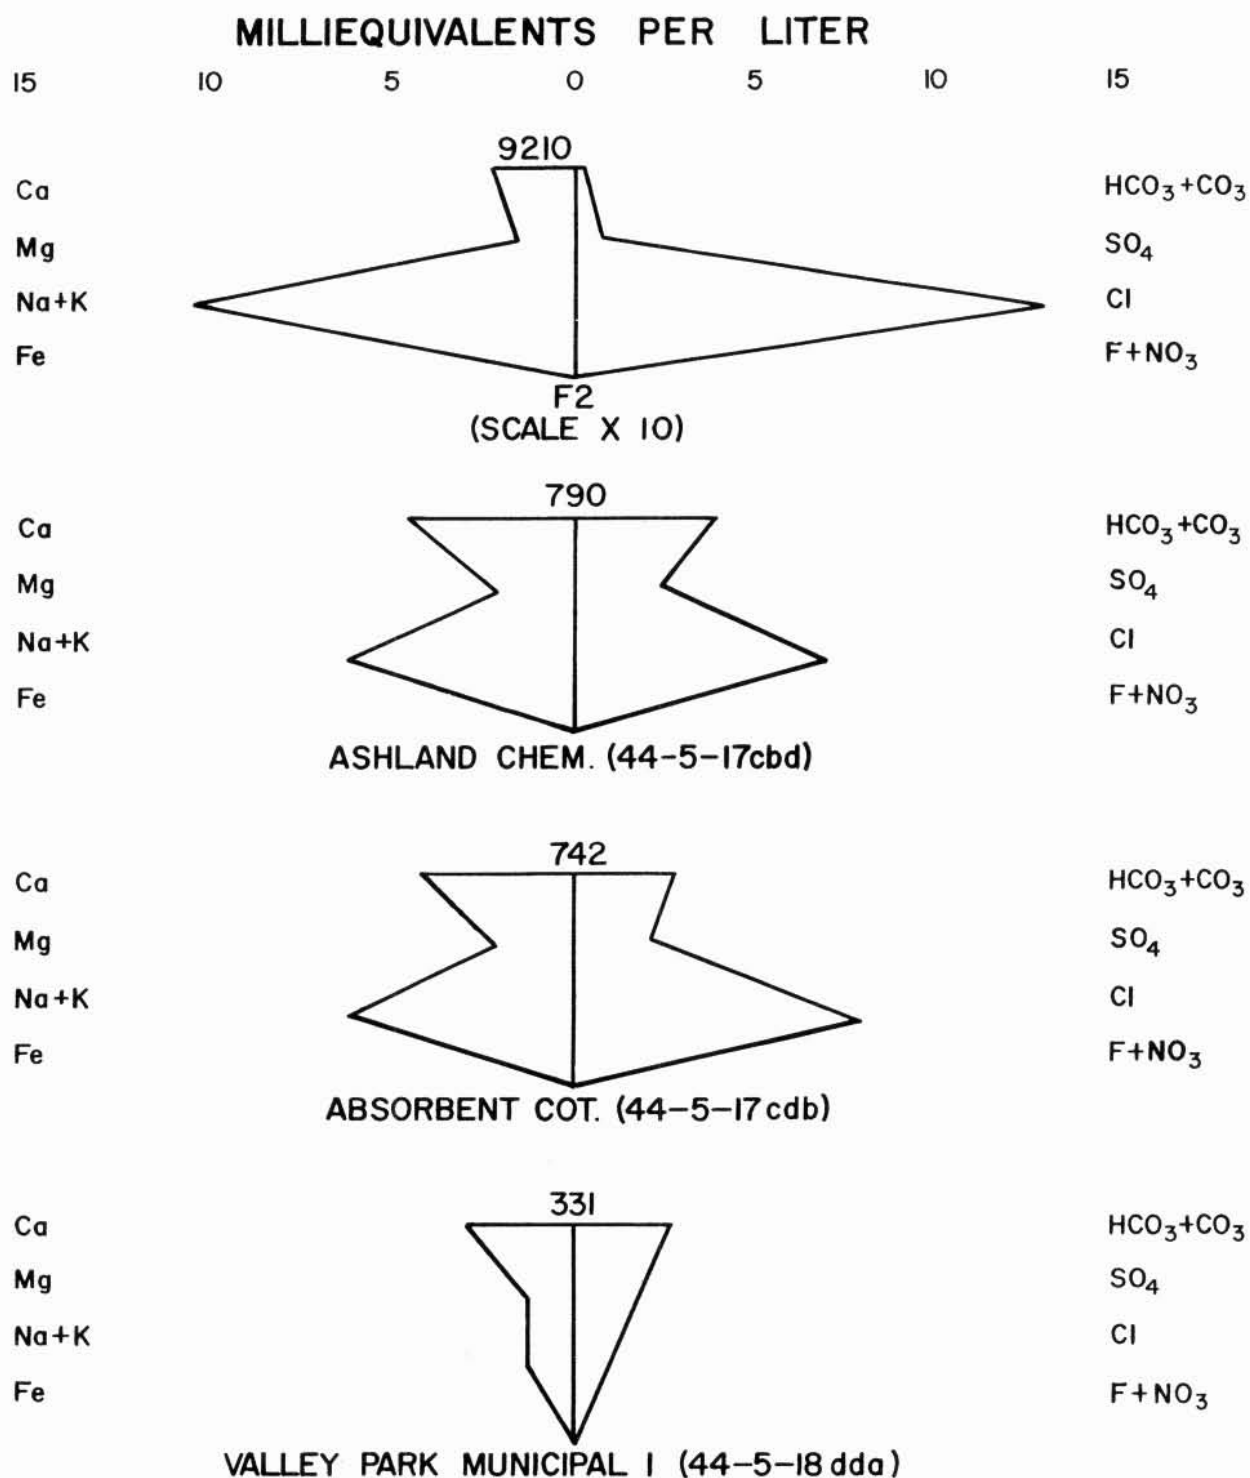 MILLIEQUIVALENTS PER LITER
15 10 5 0 5 10 15
9210
Ca HCO₃+CO₃
Mg SO₄
Na+K Cl
Fe F+NO₃
F2
(SCALE X 10)
790
Ca HCO₃+CO₃
Mg SO₄
Na+K Cl
Fe F+NO₃
ASHLAND CHEM. (44-5-17cbd)
742
Ca HCO₃+CO₃
Mg SO₄
Na+K Cl
Fe F+NO₃
ABSORBENT COT. (44-5-17cdb)
331
Ca HCO₃+CO₃
Mg SO₄
Na+K Cl
Fe F+NO₃
VALLEY PARK MUNICIPAL 1 (44-5-18dda)